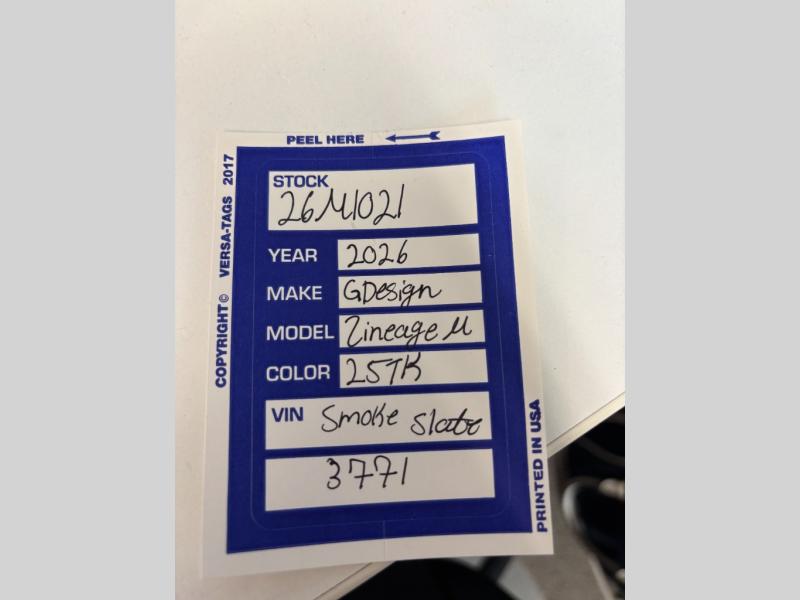 PEEL HERE
COPYRIGHT© VERSA-TAGS 2017
STOCK
26M1021
YEAR 2026
MAKE GDesign
MODEL Lineage M
COLOR 25TK
VIN Smoke Slate
3771
PRINTED IN USA